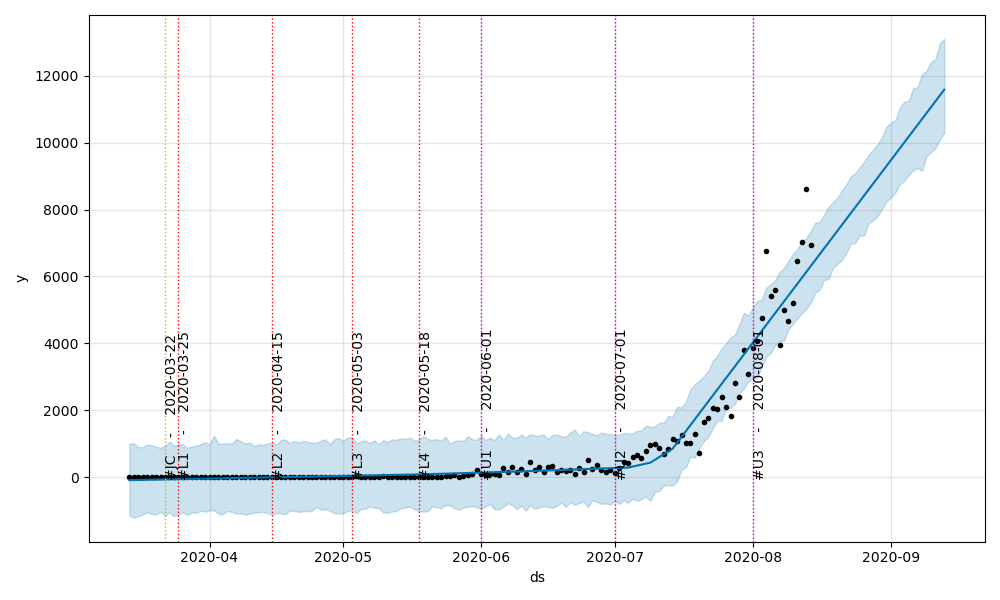 12000
10000
8000
6000
4000
2000
0
y
#JC - 2020-03-22
#L1 - 2020-03-25
#L2 - 2020-04-15
#L3 - 2020-05-03
#L4 - 2020-05-18
#U1 - 2020-06-01
#U2 - 2020-07-01
#U3 - 2020-08-01
2020-04
2020-05
2020-06
2020-07
2020-08
2020-09
ds